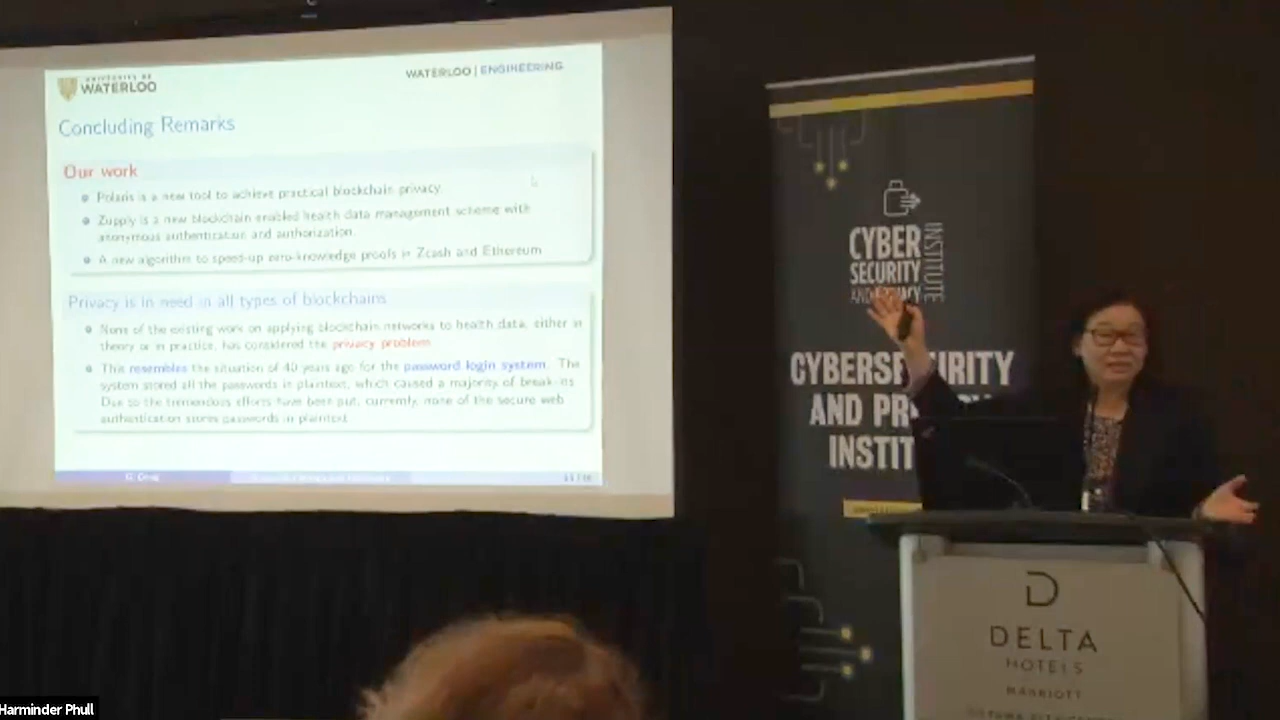 UNIVERSITY OF
WATERLOO
WATERLOO | ENGINEERING
Concluding Remarks
Our work
Polaris is a new tool to achieve practical blockchain privacy.
Zupply is a new blockchain enabled health data management scheme with
anonymous authentication and authorization.
A new algorithm to speed-up zero-knowledge proofs in Zcash and Ethereum
Privacy is in need in all types of blockchains
None of the existing work on applying blockchain networks to health data, either in
theory or in practice, has considered the privacy problem
This resembles the situation of 40 years ago for the password login system. The
system stored all the passwords in plaintext, which caused a majority of break-ins.
Due to the tremendous efforts have been put, currently, none of the secure web
authentication stores passwords in plaintext.
CYBER
SECURITY
AND
INSTITUTE
CYBERSE RITY
AND PR
INSTIT
D
DELTA
HOTELS
MARRIOTT
Harminder Phull